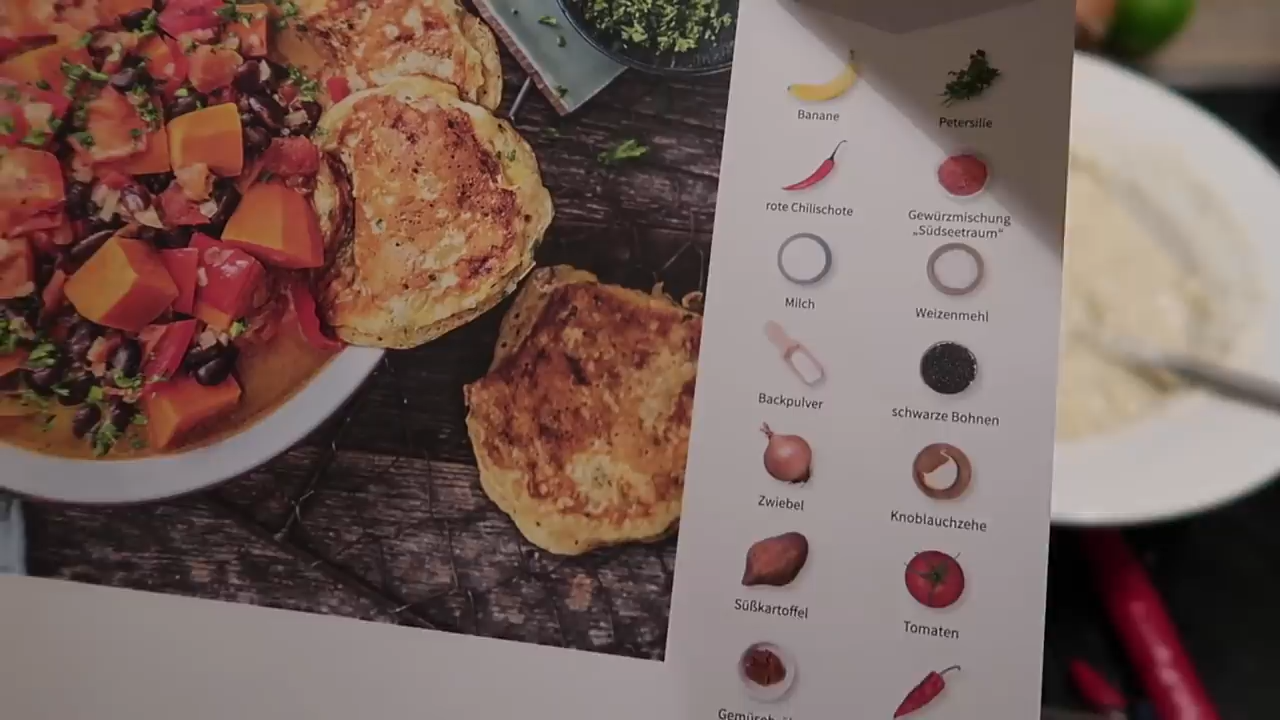 Banane
Petersilie
rote Chilischote
Gewürzmischung
„Südseetraum“
Milch
Weizenmehl
Backpulver
schwarze Bohnen
Zwiebel
Knoblauchzehe
Süßkartoffel
Tomaten